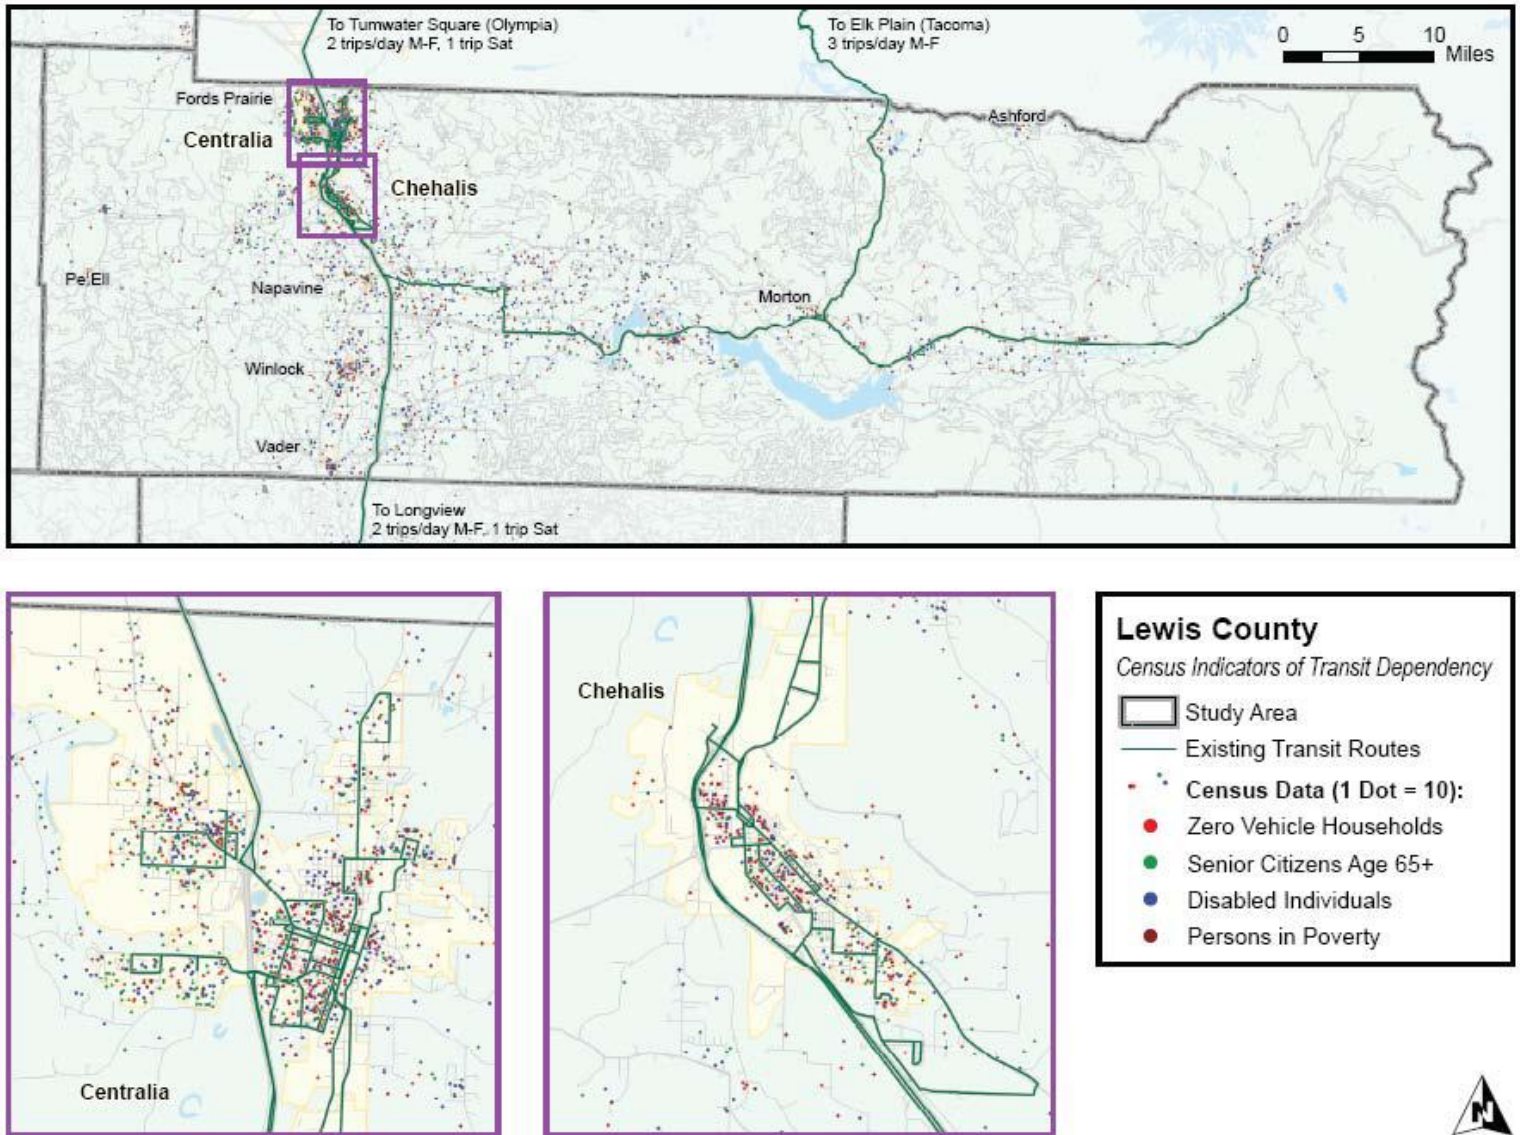 To Tumwater Square (Olympia)
2 trips/day M-F, 1 trip Sat
To Elk Plain (Tacoma)
3 trips/day M-F
0 5 10
Miles
Fords Prairie
Centralia
Ashford
Chehalis
Pe Ell
Napavine
Morton
Winlock
Vader
To Longview
2 trips/day M-F, 1 trip Sat
Centralia
Chehalis
Lewis County
Census Indicators of Transit Dependency
Study Area
Existing Transit Routes
Census Data (1 Dot = 10):
Zero Vehicle Households
Senior Citizens Age 65+
Disabled Individuals
Persons in Poverty
N